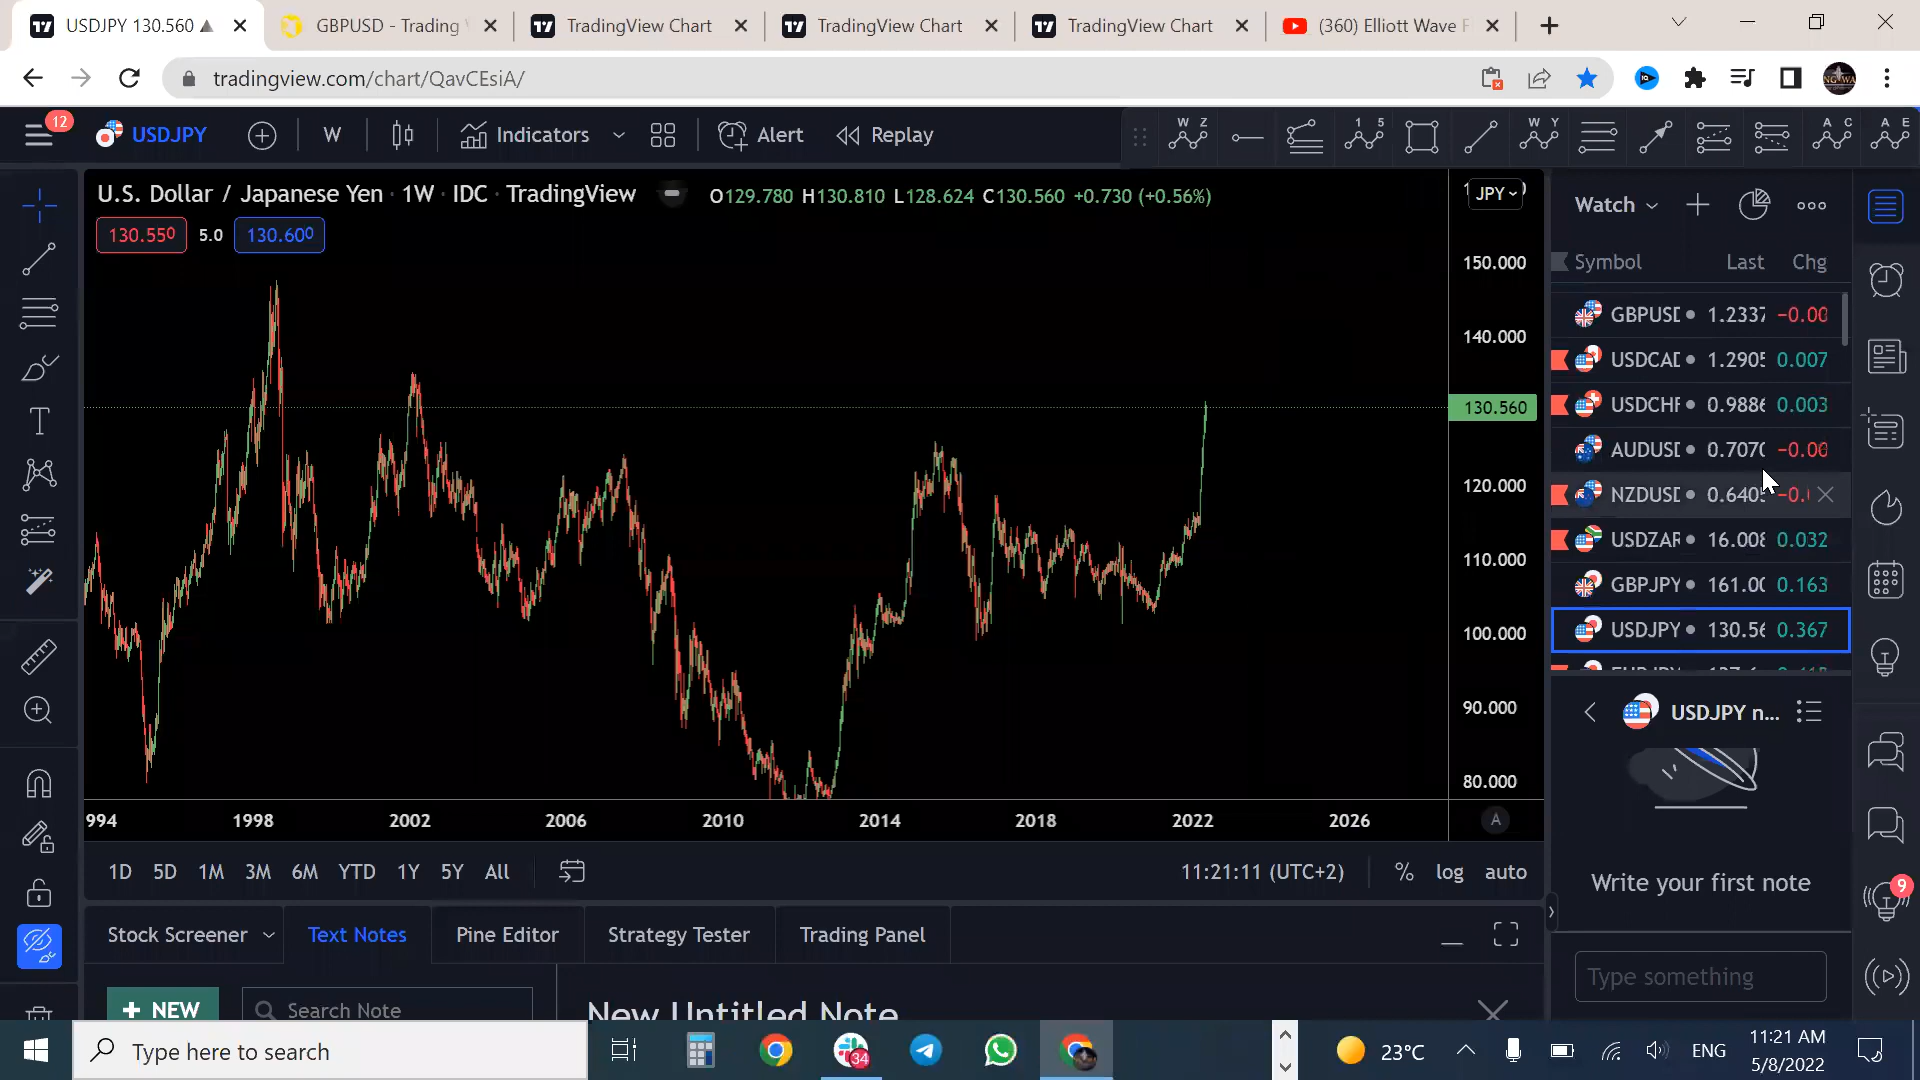 USDJPY 130.560 ▲
GBPUSD - Trading
TradingView Chart
TradingView Chart
TradingView Chart
(360) Elliott Wave F
tradingview.com/chart/QavCEsiA/
12
USDJPY
W
Indicators
Alert
Replay
W Z
1 5
W Y
A C
A E
U.S. Dollar / Japanese Yen · 1W · IDC · TradingView
O129.780 H130.810 L128.624 C130.560 +0.730 (+0.56%)
130.550
5.0
130.600
JPY
150.000
140.000
130.560
120.000
110.000
100.000
90.000
80.000
994
1998
2002
2006
2010
2014
2018
2022
2026
A
1D
5D
1M
3M
6M
YTD
1Y
5Y
All
11:21:11 (UTC+2)
%
log
auto
Stock Screener
Text Notes
Pine Editor
Strategy Tester
Trading Panel
+ NEW
Search Note
New Untitled Note
Watch
Symbol Last Chg
GBPUSD 1.2337 −0.00
USDCAD 1.2905 0.007
USDCHF 0.9886 0.003
AUDUSD 0.7070 −0.00
NZDUSD 0.6405 −0.0
USDZAR 16.008 0.032
GBPJPY 161.00 0.163
USDJPY 130.56 0.367
USDJPY n...
Write your first note
Type something
9
Type here to search
34
23°C
ENG
11:21 AM
5/8/2022